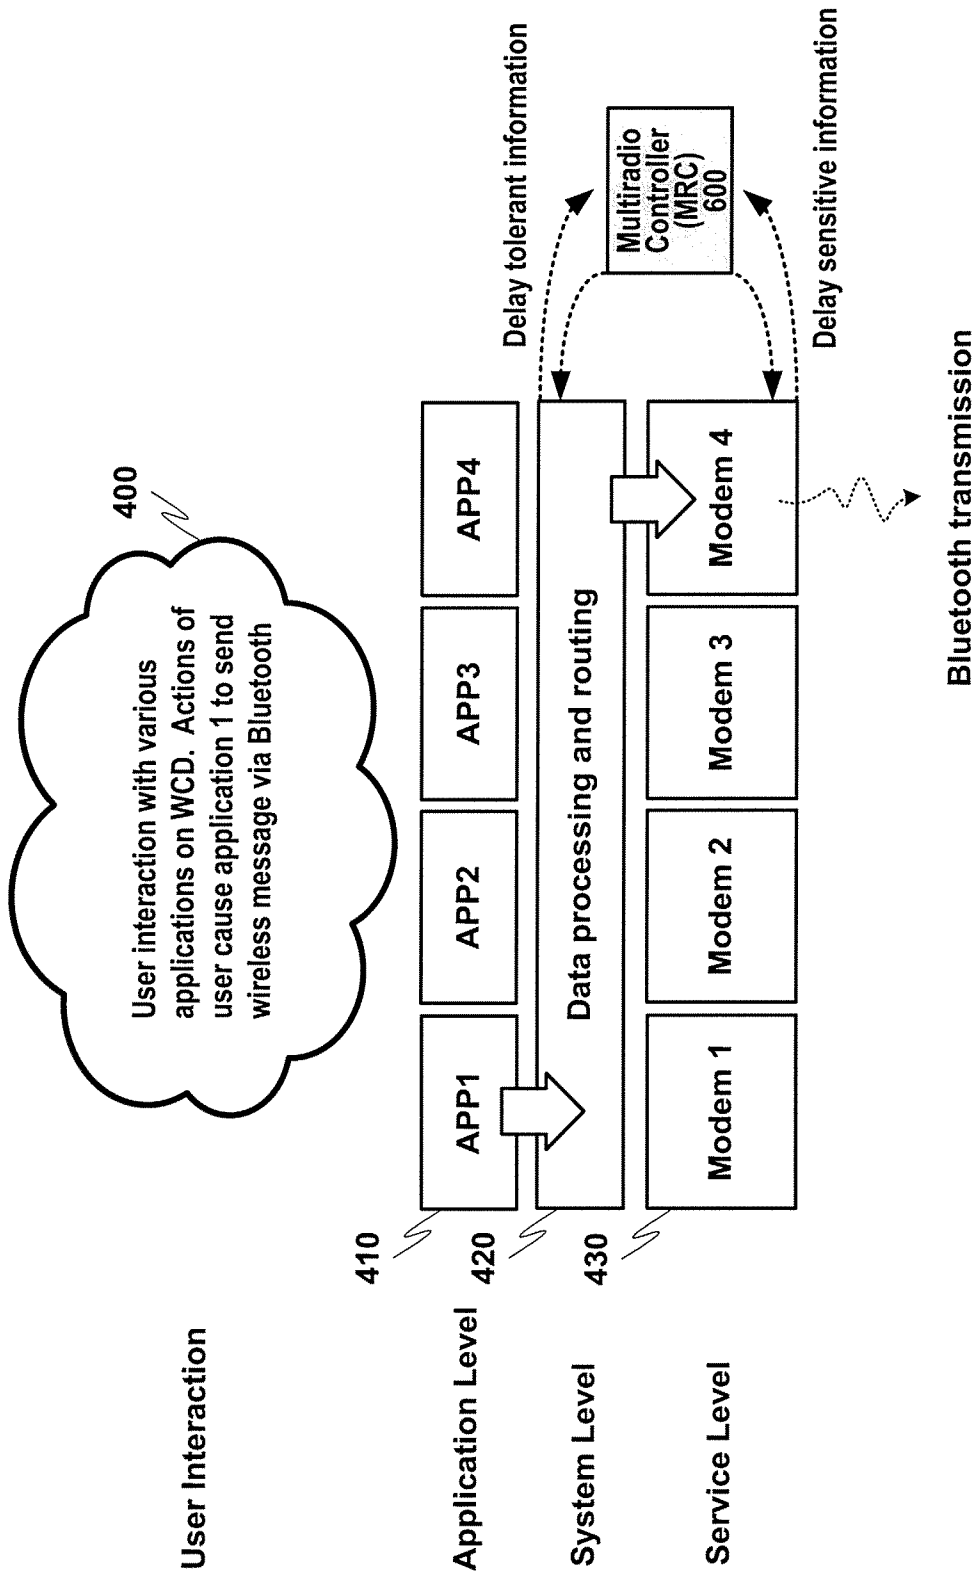 User Interaction
400
User interaction with various
applications on WCD. Actions of
user cause application 1 to send
wireless message via Bluetooth
410
Application Level
APP1
APP2
APP3
APP4
Delay tolerant information
420
System Level
Data processing and routing
Multiradio
Controller
(MRC)
600
430
Service Level
Modem 1
Modem 2
Modem 3
Modem 4
Delay sensitive information
Bluetooth transmission